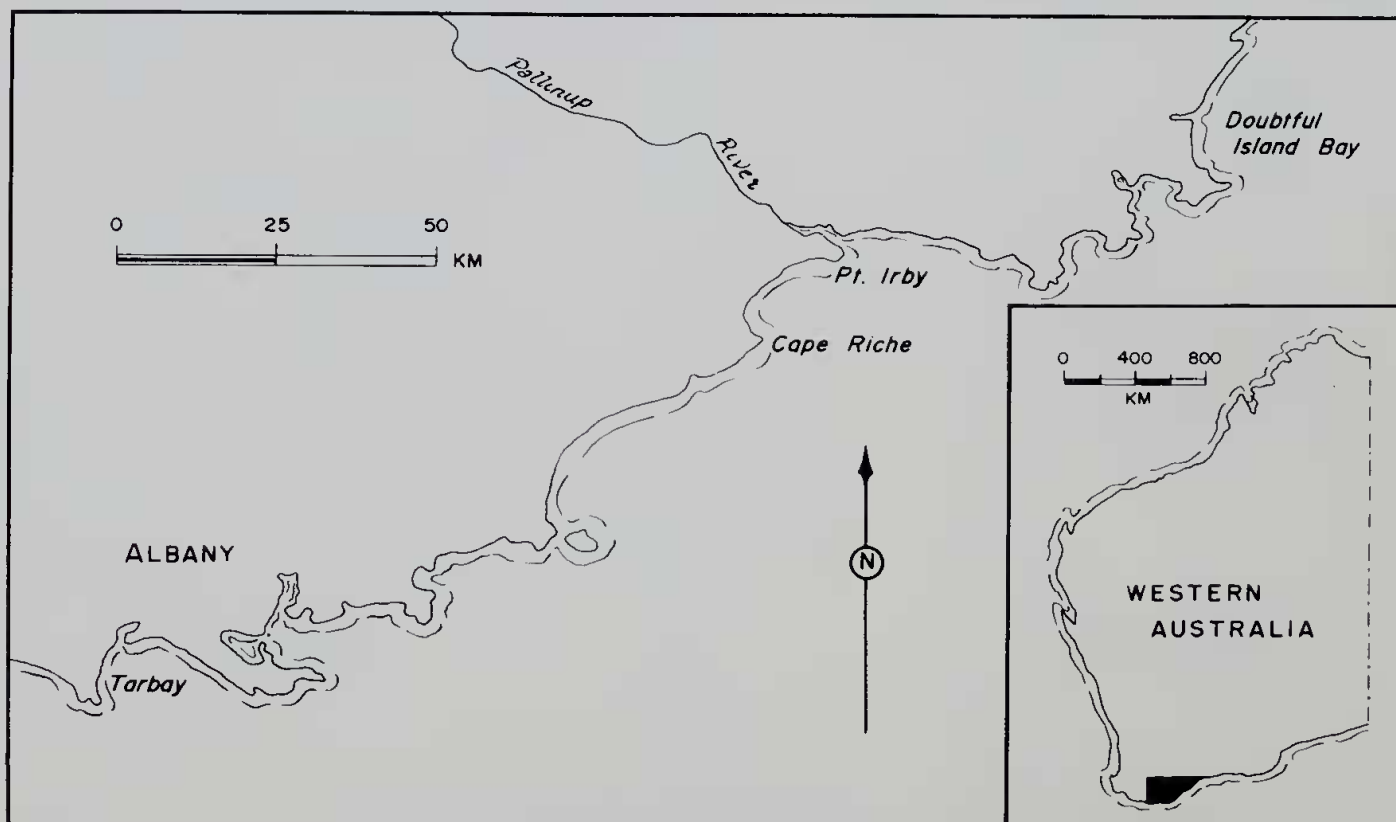 Pallinup
River
Doubtful
Island Bay
0 25 50
KM
Pt. Irby
Cape Riche
N
ALBANY
Tarbay
0 400 800
KM
WESTERN
AUSTRALIA